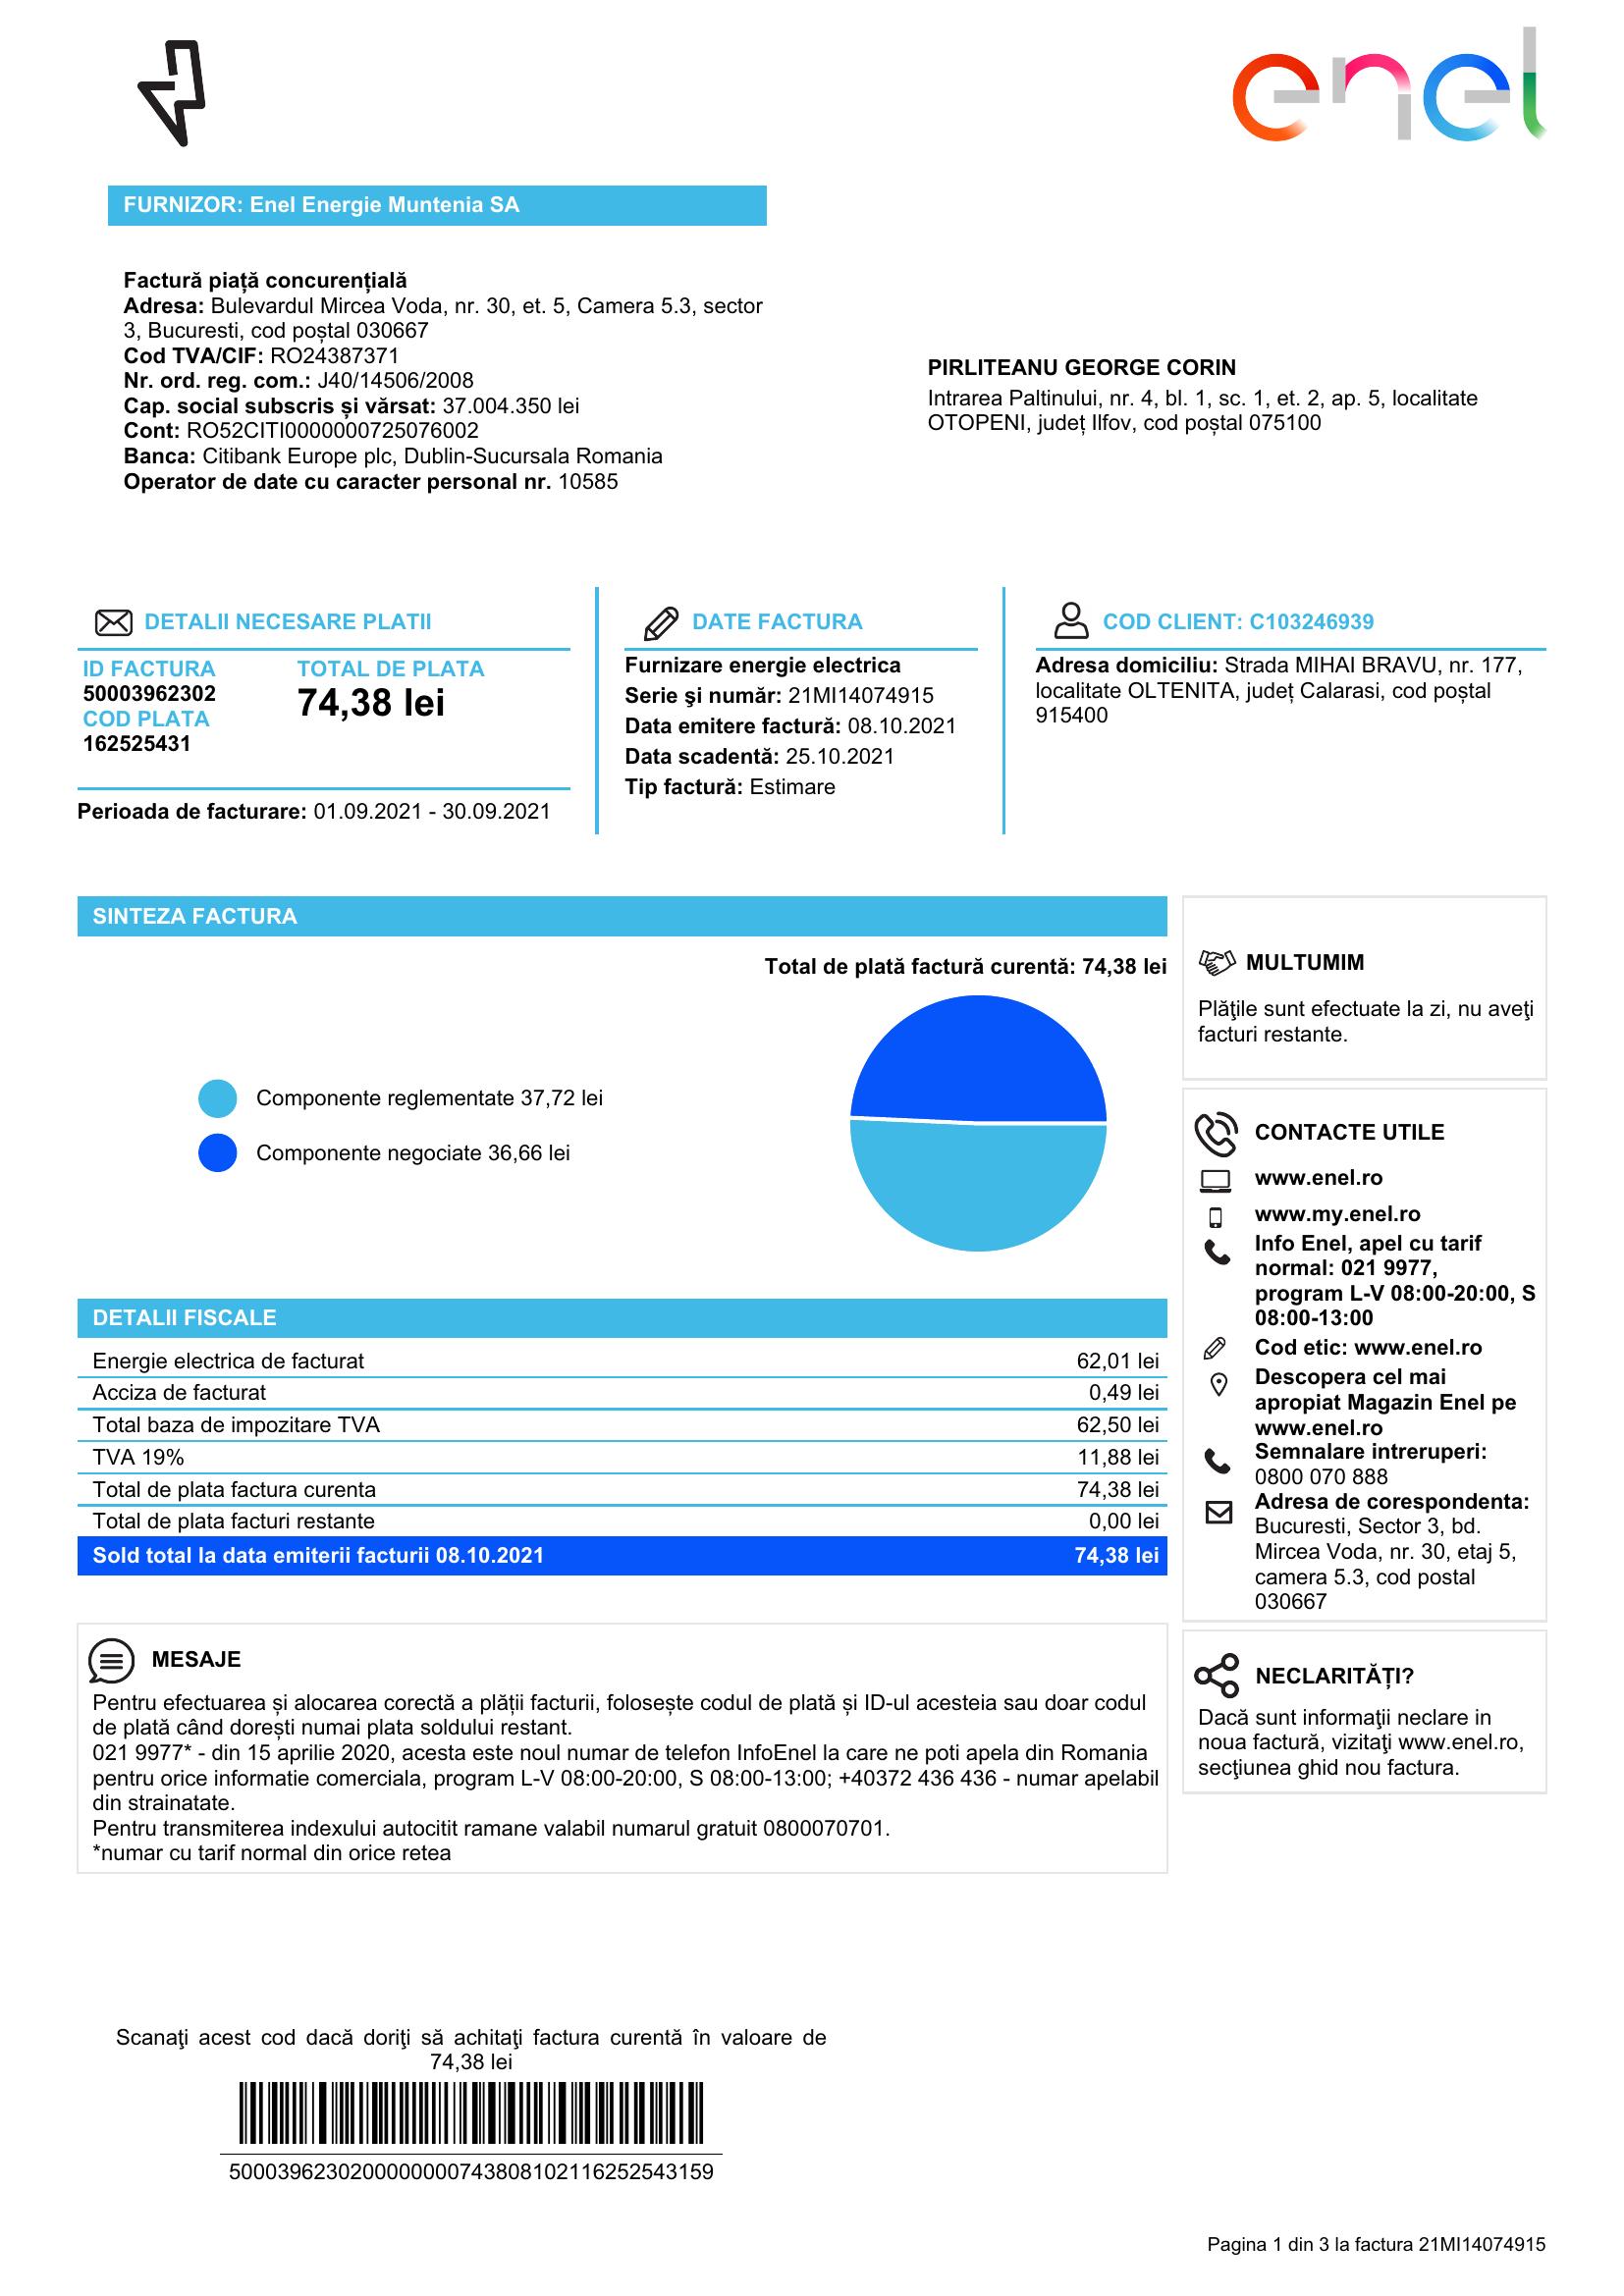 enel
FURNIZOR: Enel Energie Muntenia SA
Factură piață concurențială
Adresa: Bulevardul Mircea Voda, nr. 30, et. 5, Camera 5.3, sector
3, Bucuresti, cod poștal 030667
Cod TVA/CIF: RO24387371
Nr. ord. reg. com.: J40/14506/2008
Cap. social subscris și vărsat: 37.004.350 lei
Cont: RO52CITI0000000725076002
Banca: Citibank Europe plc, Dublin-Sucursala Romania
Operator de date cu caracter personal nr. 10585
PIRLITEANU GEORGE CORIN
Intrarea Paltinului, nr. 4, bl. 1, sc. 1, et. 2, ap. 5, localitate
OTOPENI, județ Ilfov, cod poștal 075100
DETALII NECESARE PLATII
ID FACTURA
50003962302
COD PLATA
162525431
TOTAL DE PLATA
74,38 lei
Perioada de facturare: 01.09.2021 - 30.09.2021
DATE FACTURA
Furnizare energie electrica
Serie şi număr: 21MI14074915
Data emitere factură: 08.10.2021
Data scadentă: 25.10.2021
Tip factură: Estimare
COD CLIENT: C103246939
Adresa domiciliu: Strada MIHAI BRAVU, nr. 177,
localitate OLTENITA, județ Calarasi, cod poștal
915400
SINTEZA FACTURA
Total de plată factură curentă: 74,38 lei
Componente reglementate 37,72 lei
Componente negociate 36,66 lei
DETALII FISCALE
Energie electrica de facturat 62,01 lei
Acciza de facturat 0,49 lei
Total baza de impozitare TVA 62,50 lei
TVA 19% 11,88 lei
Total de plata factura curenta 74,38 lei
Total de plata facturi restante 0,00 lei
Sold total la data emiterii facturii 08.10.2021 74,38 lei
MESAJE
Pentru efectuarea și alocarea corectă a plății facturii, folosește codul de plată și ID-ul acesteia sau doar codul
de plată când dorești numai plata soldului restant.
021 9977* - din 15 aprilie 2020, acesta este noul numar de telefon InfoEnel la care ne poti apela din Romania
pentru orice informatie comerciala, program L-V 08:00-20:00, S 08:00-13:00; +40372 436 436 - numar apelabil
din strainatate.
Pentru transmiterea indexului autocitit ramane valabil numarul gratuit 0800070701.
*numar cu tarif normal din orice retea
MULTUMIM
Plăţile sunt efectuate la zi, nu aveţi
facturi restante.
CONTACTE UTILE
www.enel.ro
www.my.enel.ro
Info Enel, apel cu tarif
normal: 021 9977,
program L-V 08:00-20:00, S
08:00-13:00
Cod etic: www.enel.ro
Descopera cel mai
apropiat Magazin Enel pe
www.enel.ro
Semnalare intreruperi:
0800 070 888
Adresa de corespondenta:
Bucuresti, Sector 3, bd.
Mircea Voda, nr. 30, etaj 5,
camera 5.3, cod postal
030667
NECLARITĂȚI?
Dacă sunt informaţii neclare in
noua factură, vizitaţi www.enel.ro,
secţiunea ghid nou factura.
Scanaţi acest cod dacă doriţi să achitaţi factura curentă în valoare de
74,38 lei
5000396230200000000743808102116252543159
Pagina 1 din 3 la factura 21MI14074915